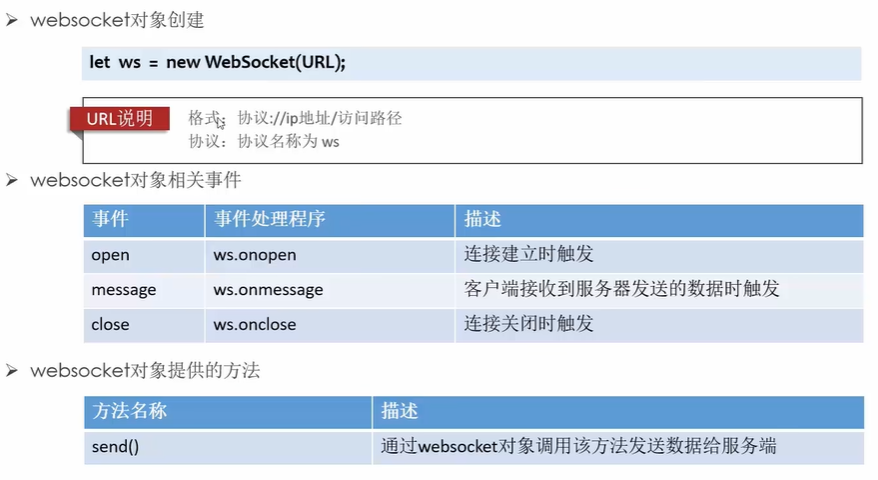 websocket对象创建
let ws = new WebSocket(URL);
URL说明
格式：协议://ip地址/访问路径
协议：协议名称为 ws
websocket对象相关事件
事件 事件处理程序 描述
open ws.onopen 连接建立时触发
message ws.onmessage 客户端接收到服务器发送的数据时触发
close ws.onclose 连接关闭时触发
websocket对象提供的方法
方法名称 描述
send() 通过websocket对象调用该方法发送数据给服务端